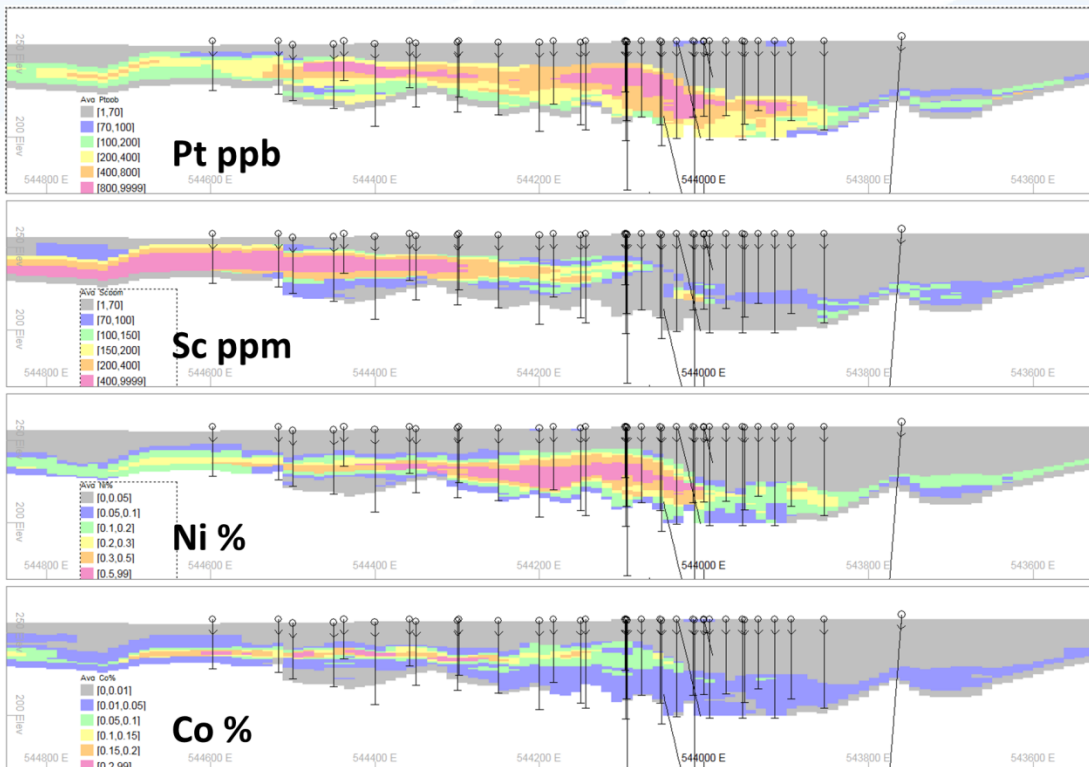 250 Elev
200 Elev
Avg Ptppb
[1,70]
[70,100]
[100,200]
[200,400]
[400,800]
[800,9999]
Pt ppb
544800 E 544600 E 544400 E 544200 E 544000 E 543800 E 543600 E
250 Elev
200 Elev
Avg Scppm
[1,70]
[70,100]
[100,150]
[150,200]
[200,400]
[400,9999]
Sc ppm
544800 E 544600 E 544400 E 544200 E 544000 E 543800 E 543600 E
250 Elev
200 Elev
Avg Ni%
[0,0.05]
[0.05,0.1]
[0.1,0.2]
[0.2,0.3]
[0.3,0.5]
[0.5,99]
Ni %
544800 E 544600 E 544400 E 544200 E 544000 E 543800 E 543600 E
250 Elev
200 Elev
Avg Co%
[0,0.01]
[0.01,0.05]
[0.05,0.1]
[0.1,0.15]
[0.15,0.2]
[0.2,99]
Co %
544800 E 544600 E 544400 E 544200 E 544000 E 543800 E 543600 E